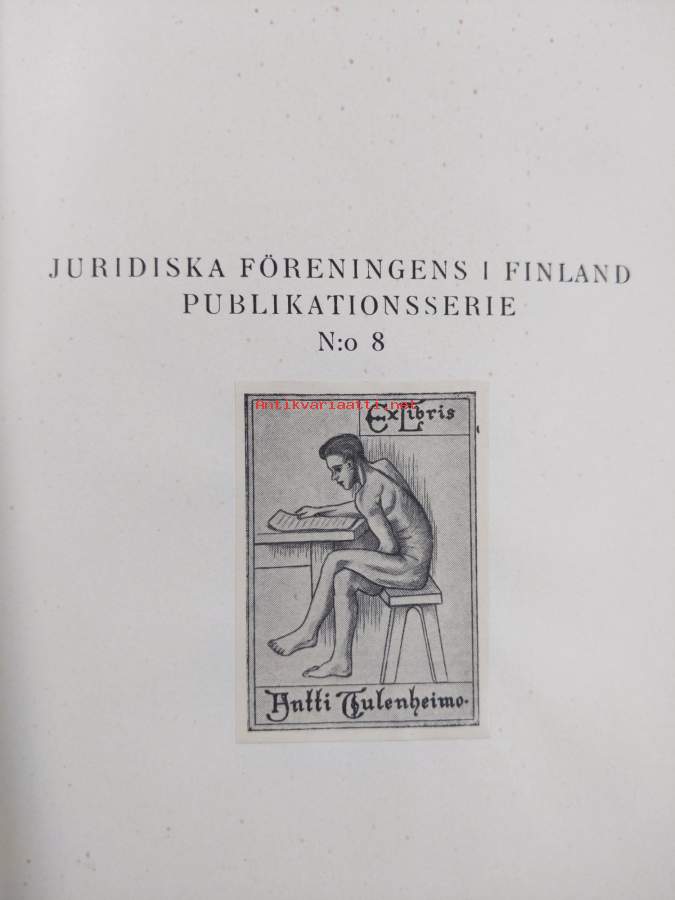 JURIDISKA FÖRENINGENS I FINLAND
PUBLIKATIONSSERIE
N:o 8
Antikvariaatti.net
Ex Libris
Antti Tulenheimo.